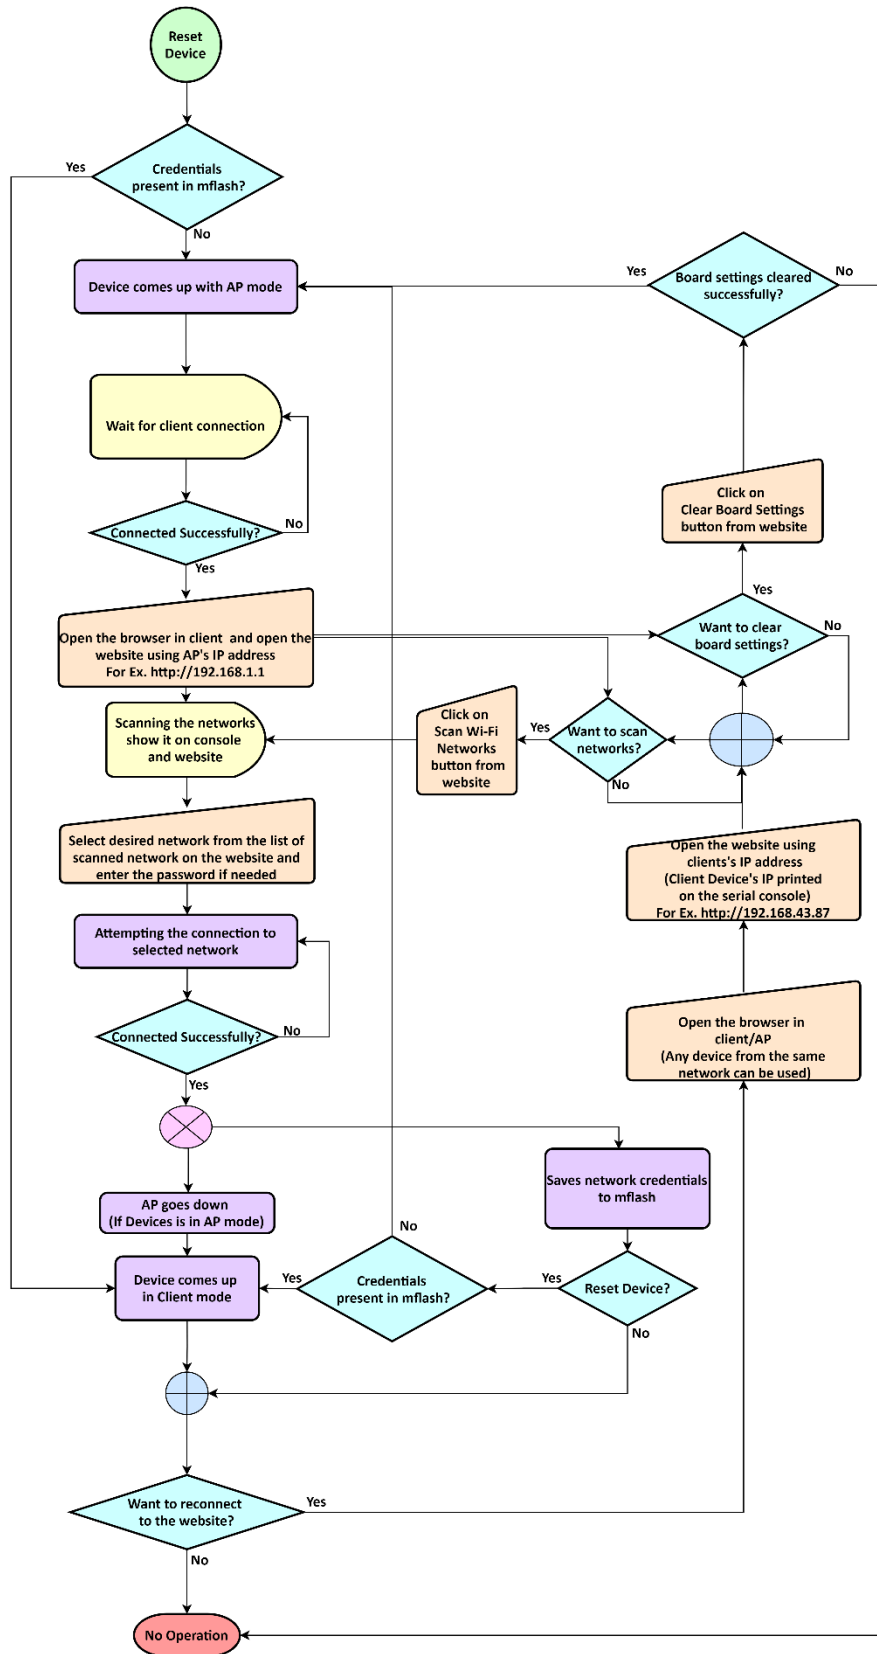 Reset
Device
Yes
Credentials
present in mflash?
No
Device comes up with AP mode
Yes
Board settings cleared
successfully?
No
Wait for client connection
Connected Successfully?
No
Yes
Click on
Clear Board Settings
button from website
Yes
Open the browser in client and open the
website using AP's IP address
For Ex. http://192.168.1.1
Want to clear
board settings?
No
Scanning the networks
show it on console
and website
Click on
Scan Wi-Fi
Networks
button from
website
Yes
Want to scan
networks?
No
Select desired network from the list of
scanned network on the website and
enter the password if needed
Open the website using
clients's IP address
(Client Device's IP printed
on the serial console)
For Ex. http://192.168.43.87
Attempting the connection to
selected network
Connected Successfully?
No
Yes
Open the browser in
client/AP
(Any device from the same
network can be used)
Saves network credentials
to mflash
AP goes down
(If Devices is in AP mode)
No
Device comes up
in Client mode
Yes
Credentials
present in mflash?
Yes
Reset Device?
No
Want to reconnect
to the website?
Yes
No
No Operation